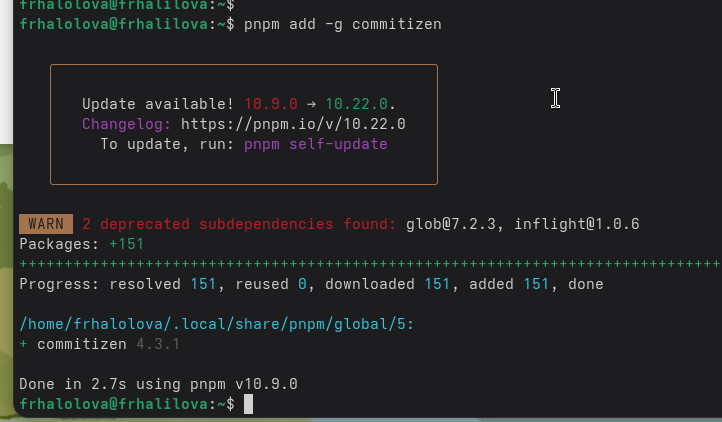 frhalolova@frhalilova:~$
frhalolova@frhalilova:~$ pnpm add -g commitizen
Update available! 10.9.0 → 10.22.0.
Changelog: https://pnpm.io/v/10.22.0
To update, run: pnpm self-update
WARN 2 deprecated subdependencies found: glob@7.2.3, inflight@1.0.6
Packages: +151
++++++++++++++++++++++++++++++++++++++++++++++++++++++++++++++++++++++++++++++
Progress: resolved 151, reused 0, downloaded 151, added 151, done
/home/frhalolova/.local/share/pnpm/global/5:
+ commitizen 4.3.1
Done in 2.7s using pnpm v10.9.0
frhalolova@frhalilova:~$